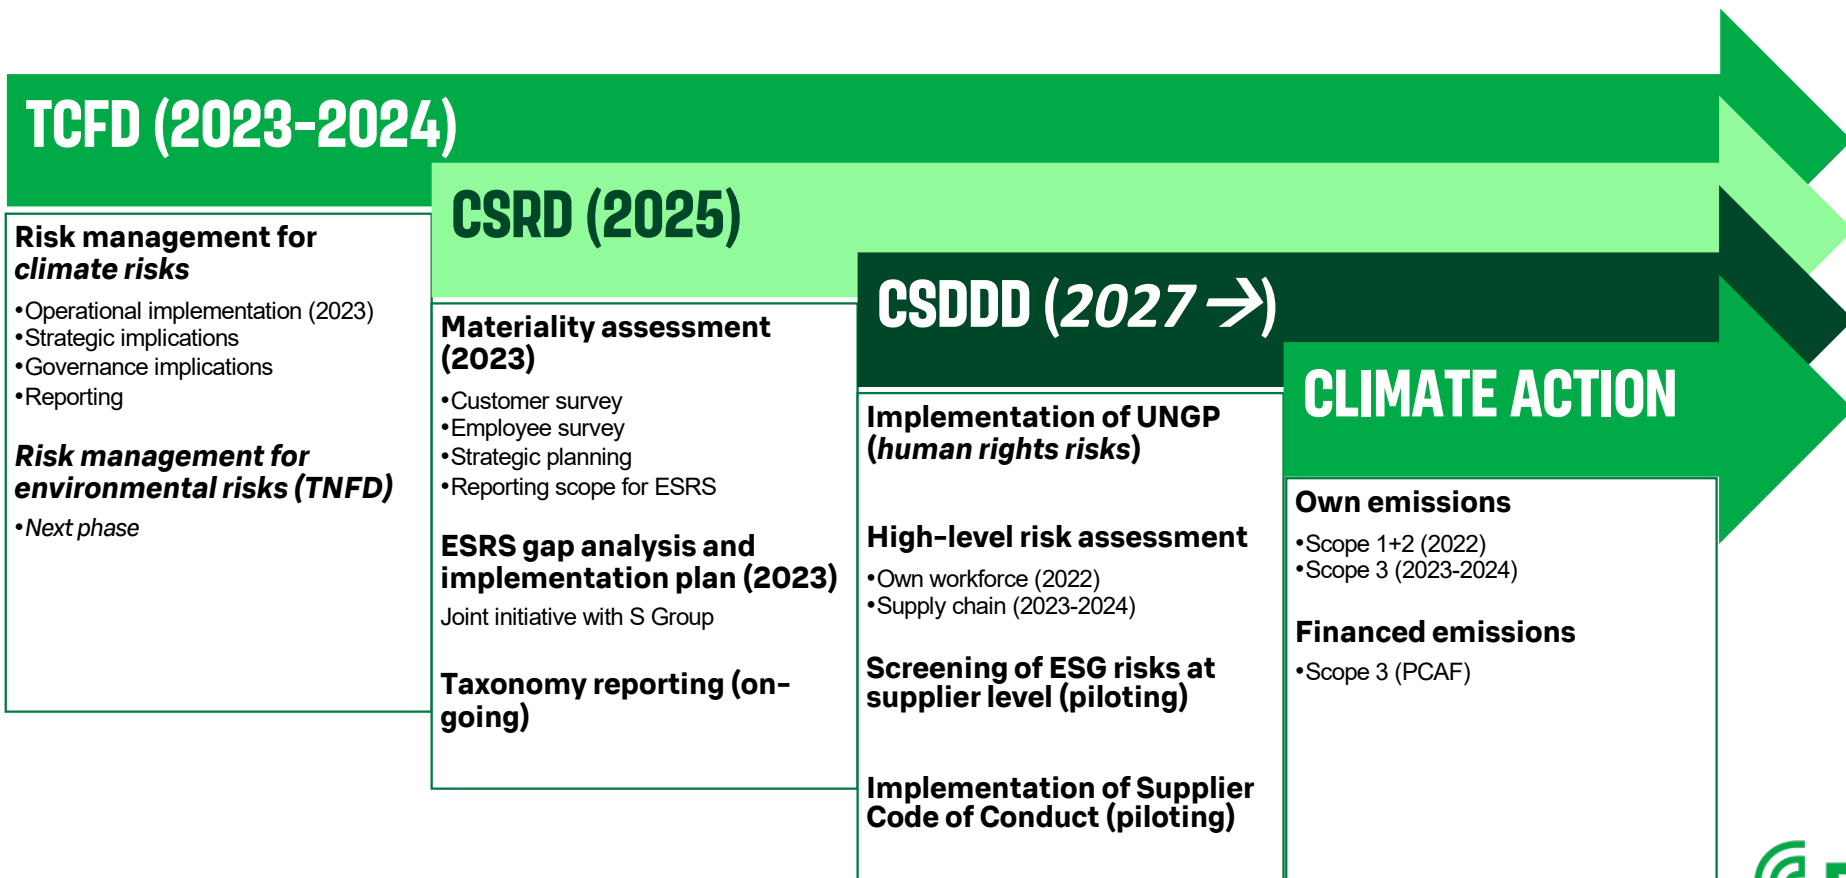 TCFD (2023-2024)
Risk management for
climate risks
•Operational implementation (2023)
•Strategic implications
•Governance implications
•Reporting
Risk management for
environmental risks (TNFD)
•Next phase
CSRD (2025)
Materiality assessment
(2023)
•Customer survey
•Employee survey
•Strategic planning
•Reporting scope for ESRS
ESRS gap analysis and
implementation plan (2023)
Joint initiative with S Group
Taxonomy reporting (on-
going)
CSDDD (2027 →)
Implementation of UNGP
(human rights risks)
High-level risk assessment
•Own workforce (2022)
•Supply chain (2023-2024)
Screening of ESG risks at
supplier level (piloting)
Implementation of Supplier
Code of Conduct (piloting)
CLIMATE ACTION
Own emissions
•Scope 1+2 (2022)
•Scope 3 (2023-2024)
Financed emissions
•Scope 3 (PCAF)